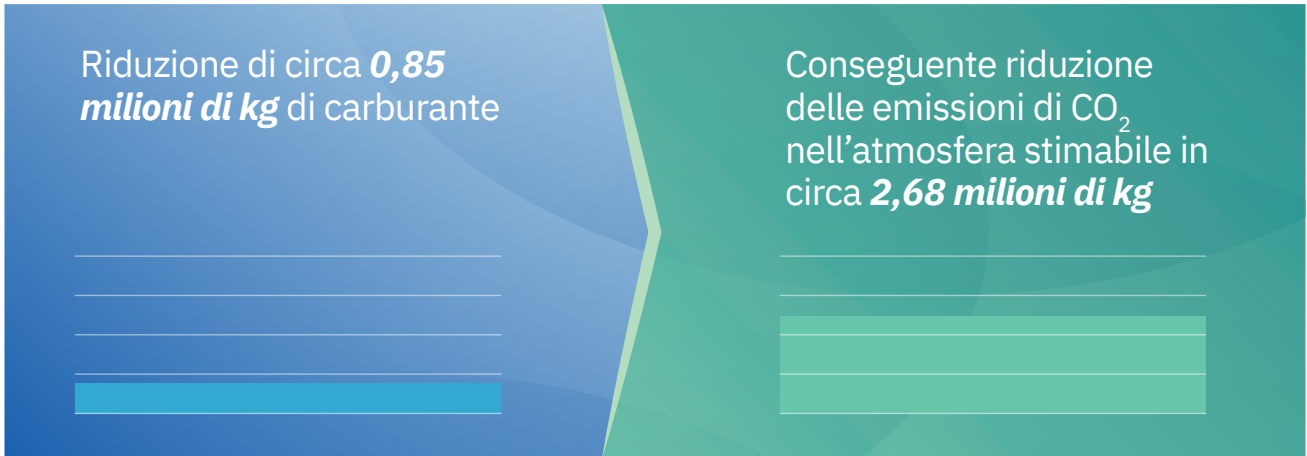 Riduzione di circa 0,85
milioni di kg di carburante
Conseguente riduzione
delle emissioni di CO₂
nell’atmosfera stimabile in
circa 2,68 milioni di kg